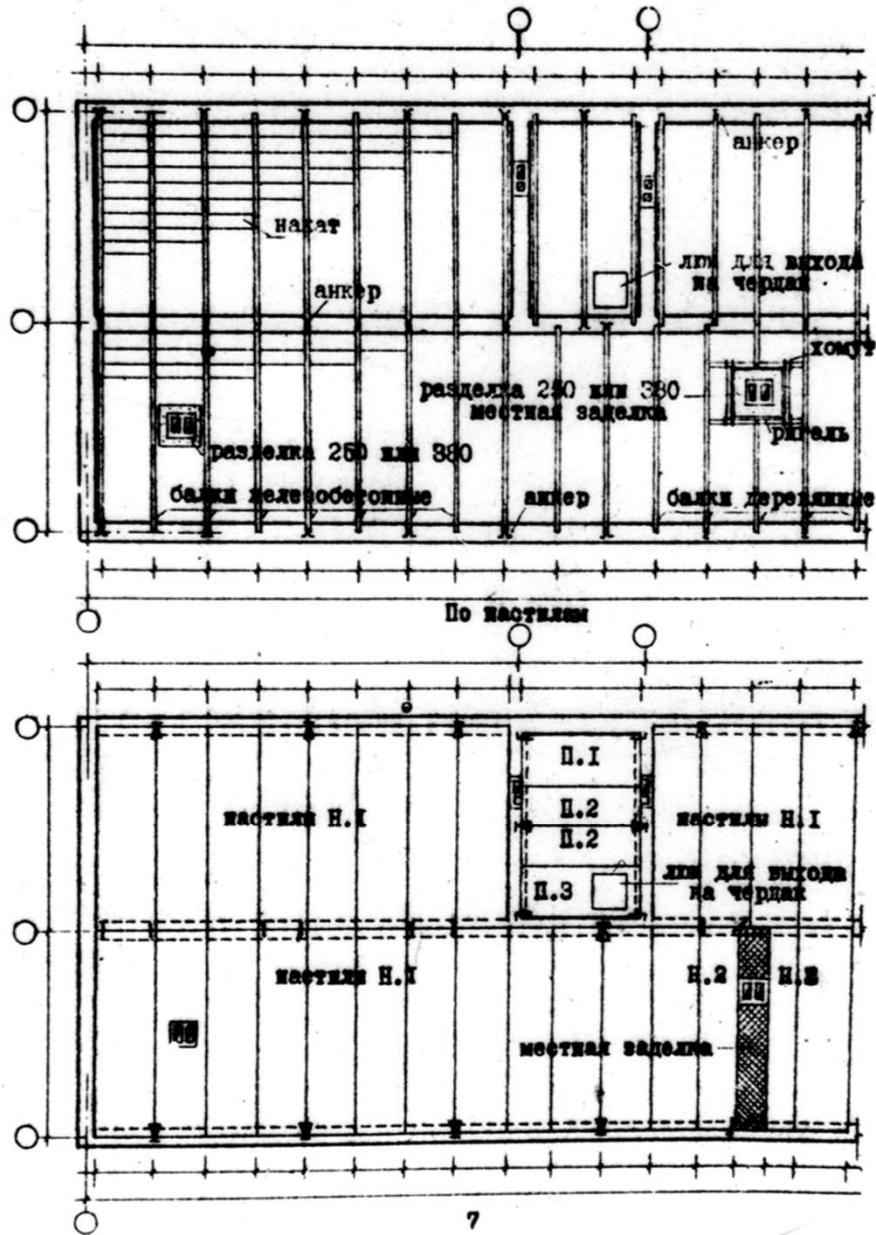 анкер
накат
люк для выхода
на чердак
анкер
хомут
разделка 250 или 380
местная заделка
ригель
разделка 250 или 380
балки железобетонные
анкер
балки деревянные
По настилам
П.1
настилы Н.1
П.2
настилы Н.1
П.2
люк для выхода
на чердак
П.3
настилы Н.1
Н.2
Н.2
местная заделка
7